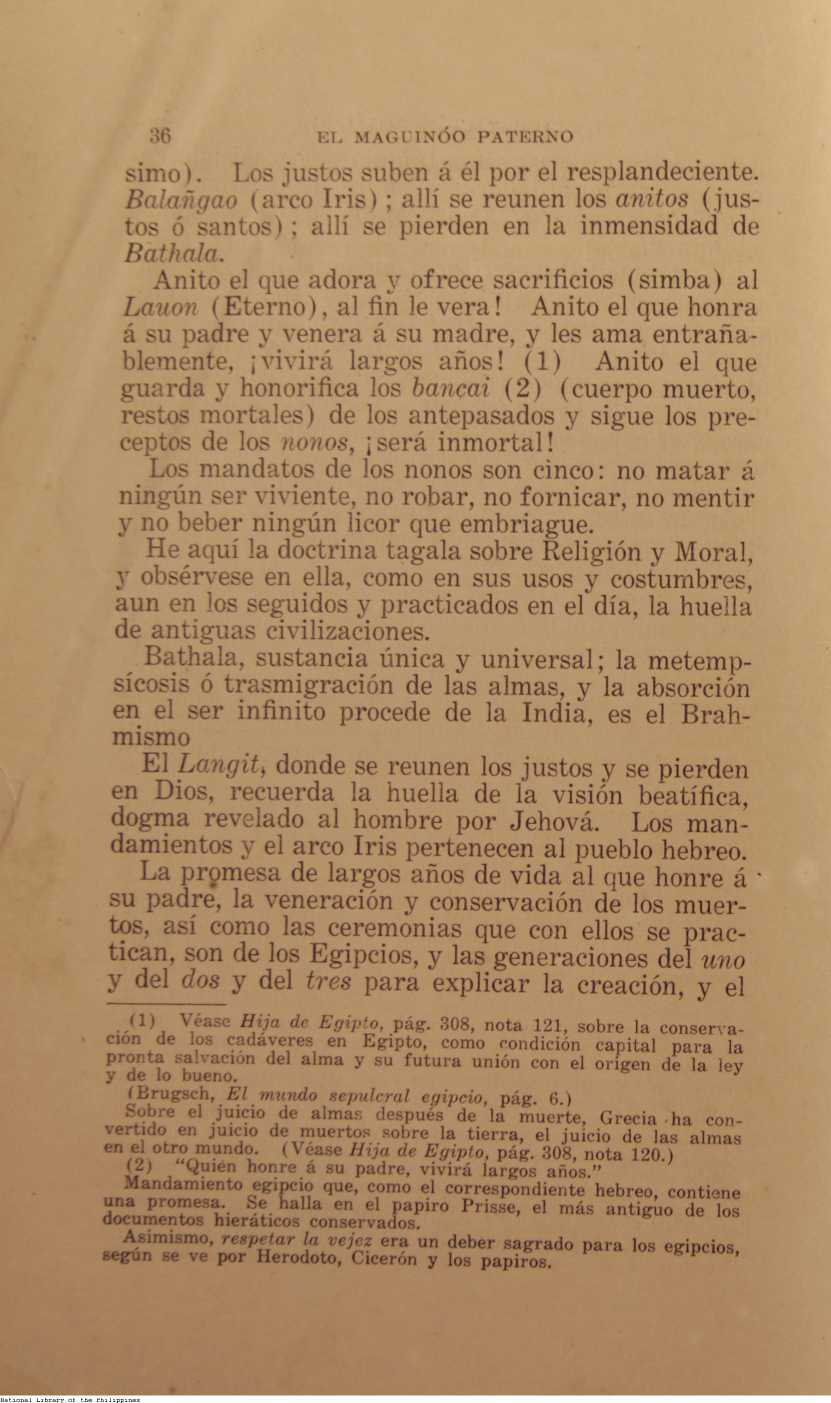 36 EL MAGUINÓO PATERNO
simo). Los justos suben á él por el resplandeciente.
Balañgao (arco Iris) ; allí se reunen los anitos (jus-
tos ó santos) ; allí se pierden en la inmensidad de
Bathala.
Anito el que adora y ofrece sacrificios (simba) al
Lauon (Eterno), al fin le vera! Anito el que honra
á su padre y venera á su madre, y les ama entraña-
blemente, ¡vivirá largos años! (1) Anito el que
guarda y honorifica los bancai (2) (cuerpo muerto,
restos mortales) de los antepasados y sigue los pre-
ceptos de los nonos, ¡será inmortal!
Los mandatos de los nonos son cinco: no matar á
ningún ser viviente, no robar, no fornicar, no mentir
y no beber ningún licor que embriague.
He aquí la doctrina tagala sobre Religión y Moral,
y obsérvese en ella, como en sus usos y costumbres,
aun en los seguidos y practicados en el día, la huella
de antiguas civilizaciones.
Bathala, sustancia única y universal; la metemp-
sícosis ó trasmigración de las almas, y la absorción
en el ser infinito procede de la India, es el Brah-
mismo
El Langit, donde se reunen los justos y se pierden
en Dios, recuerda la huella de la visión beatífica,
dogma revelado al hombre por Jehová. Los man-
damientos y el arco Iris pertenecen al pueblo hebreo.
La promesa de largos años de vida al que honre á
su padre, la veneración y conservación de los muer-
tos, así como las ceremonias que con ellos se prac-
tican, son de los Egipcios, y las generaciones del uno
y del dos y del tres para explicar la creación, y el
(1) Véase Hija de Egipto, pág. 308, nota 121, sobre la conserva-
ción de los cadáveres en Egipto, como condición capital para la
pronta salvación del alma y su futura unión con el origen de la ley
y de lo bueno.
(Brugsch, El mundo sepulcral egipcio, pág. 6.)
Sobre el juicio de almas después de la muerte, Grecia ha con-
vertido en juicio de muertos sobre la tierra, el juicio de las almas
en el otro mundo. (Véase Hija de Egipto, pág. 308, nota 120.)
(2) "Quién honre á su padre, vivirá largos años."
Mandamiento egipcio que, como el correspondiente hebreo, contiene
una promesa. Se halla en el papiro Prisse, el más antiguo de los
documentos hieráticos conservados.
Asimismo, respetar la vejez era un deber sagrado para los egipcios,
según se ve por Herodoto, Cicerón y los papiros.
National Library of the Philippines